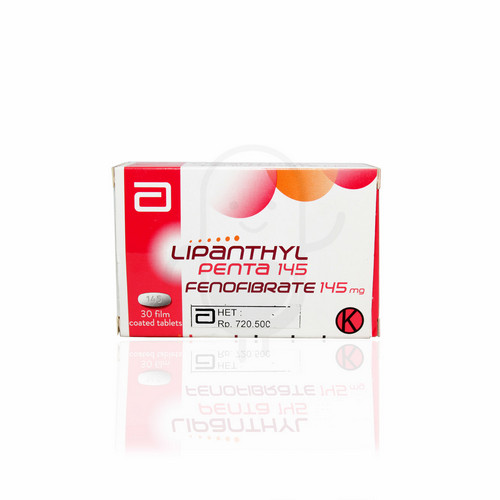 LIPANTHYL
PENTA 145
FENOFIBRATE 145 mg
145
30 film
coated tablets
HET :
Rp. 720.500
K